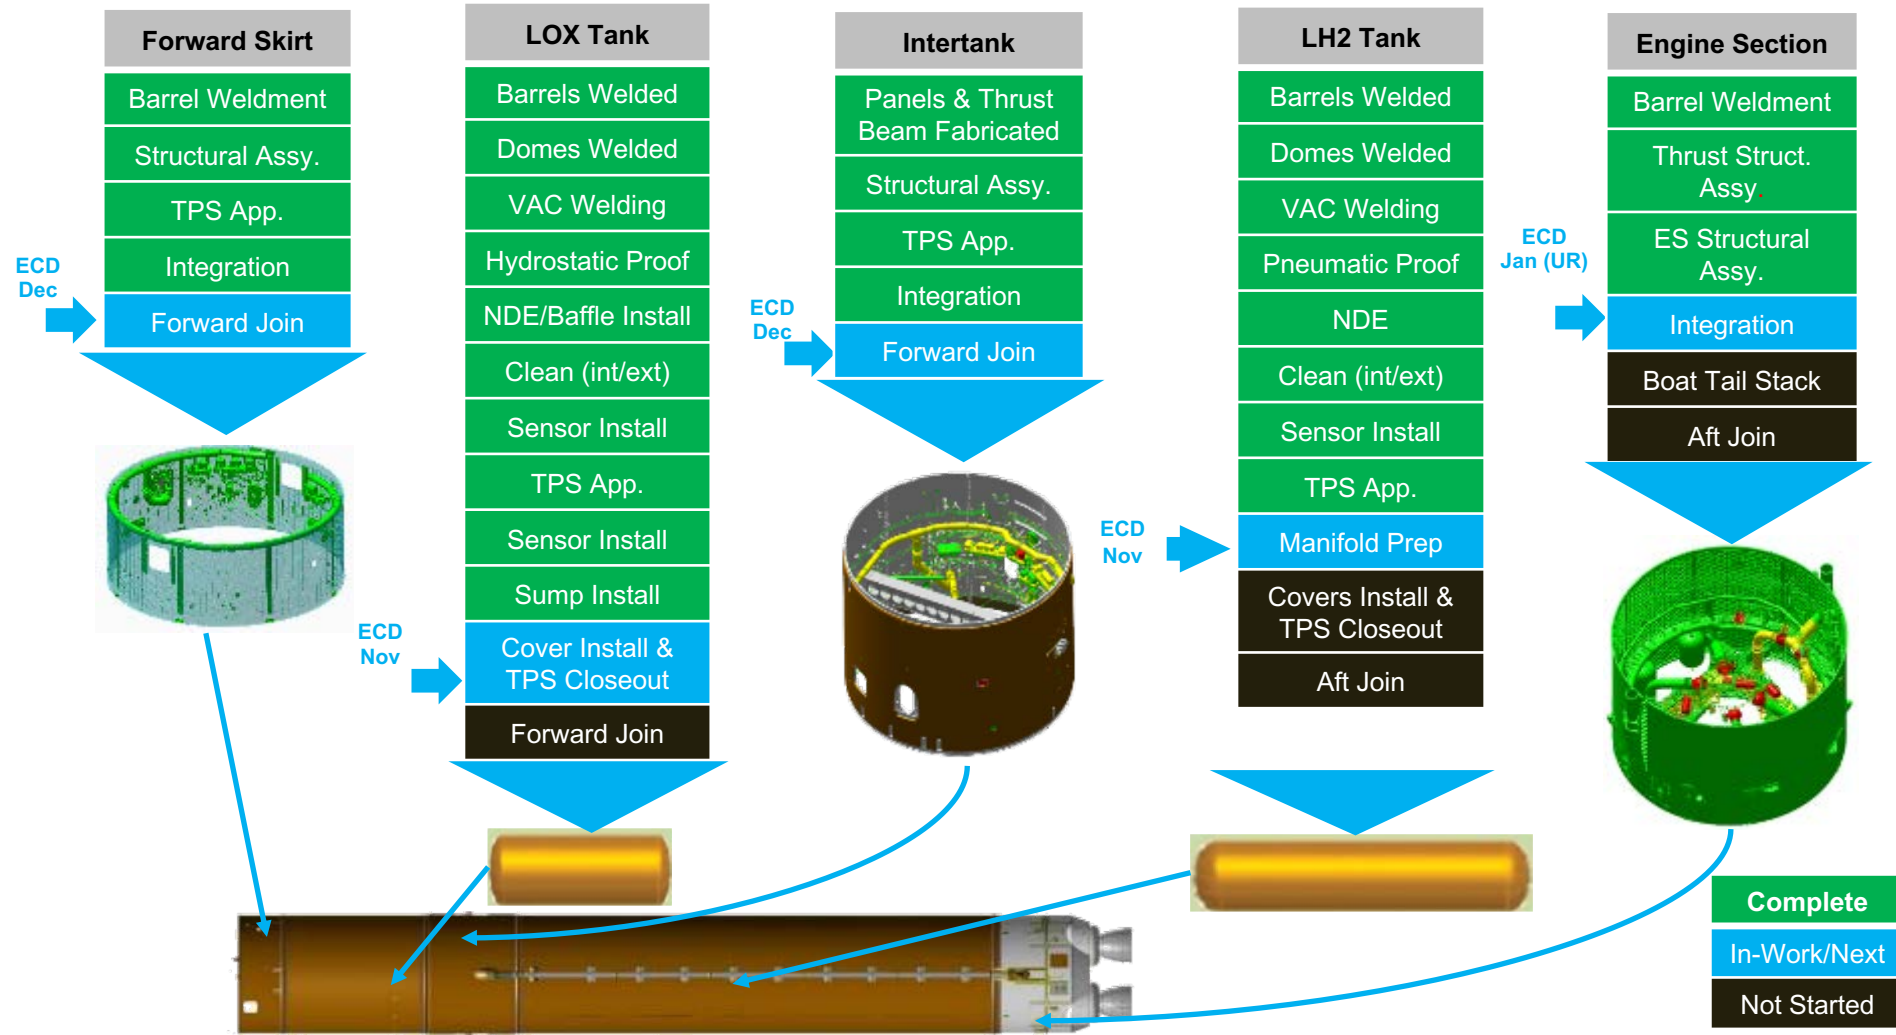 Forward Skirt
Barrel Weldment
Structural Assy.
TPS App.
Integration
ECD
Dec
Forward Join
LOX Tank
Barrels Welded
Domes Welded
VAC Welding
Hydrostatic Proof
NDE/Baffle Install
Clean (int/ext)
Sensor Install
TPS App.
Sensor Install
Sump Install
ECD
Nov
Cover Install &
TPS Closeout
Forward Join
Intertank
Panels & Thrust
Beam Fabricated
Structural Assy.
TPS App.
Integration
ECD
Dec
Forward Join
LH2 Tank
Barrels Welded
Domes Welded
VAC Welding
Pneumatic Proof
NDE
Clean (int/ext)
Sensor Install
TPS App.
ECD
Nov
Manifold Prep
Covers Install &
TPS Closeout
Aft Join
Engine Section
Barrel Weldment
Thrust Struct.
Assy.
ES Structural
Assy.
ECD
Jan (UR)
Integration
Boat Tail Stack
Aft Join
Complete
In-Work/Next
Not Started